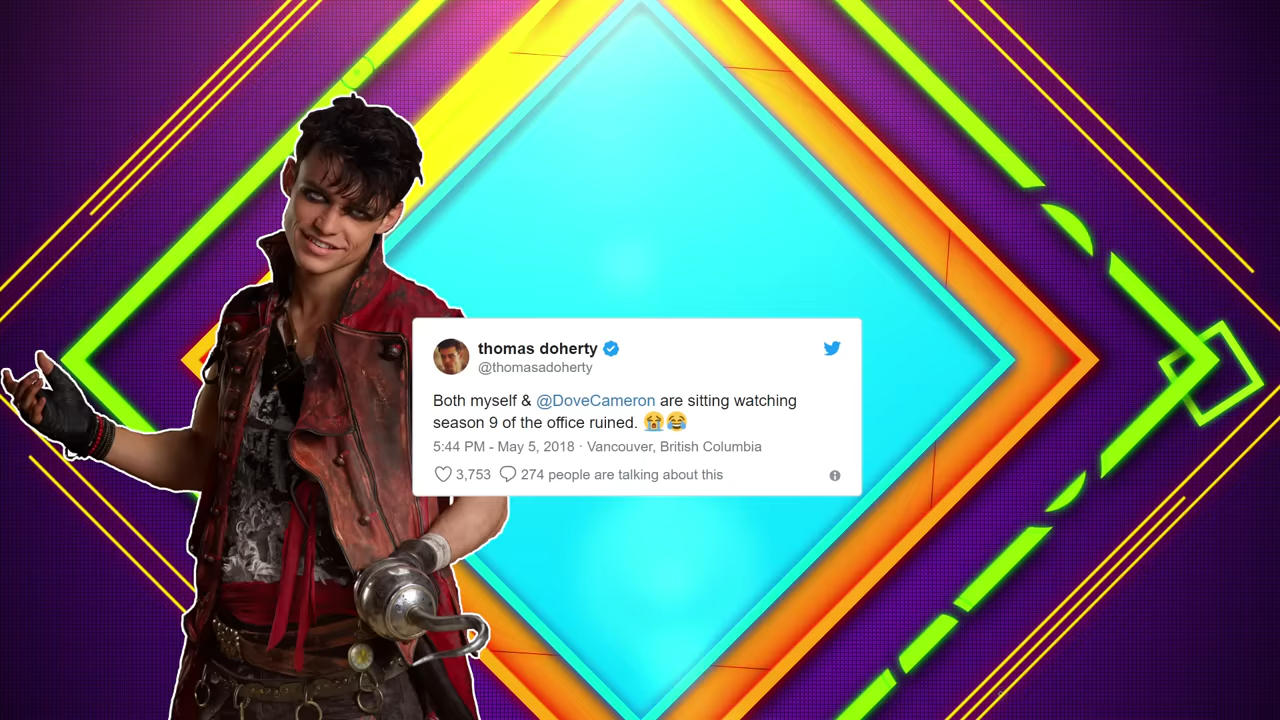 thomas doherty
@thomasadoherty
Both myself & @DoveCameron are sitting watching
season 9 of the office ruined. 😭😂
5:44 PM - May 5, 2018 · Vancouver, British Columbia
3,753 274 people are talking about this